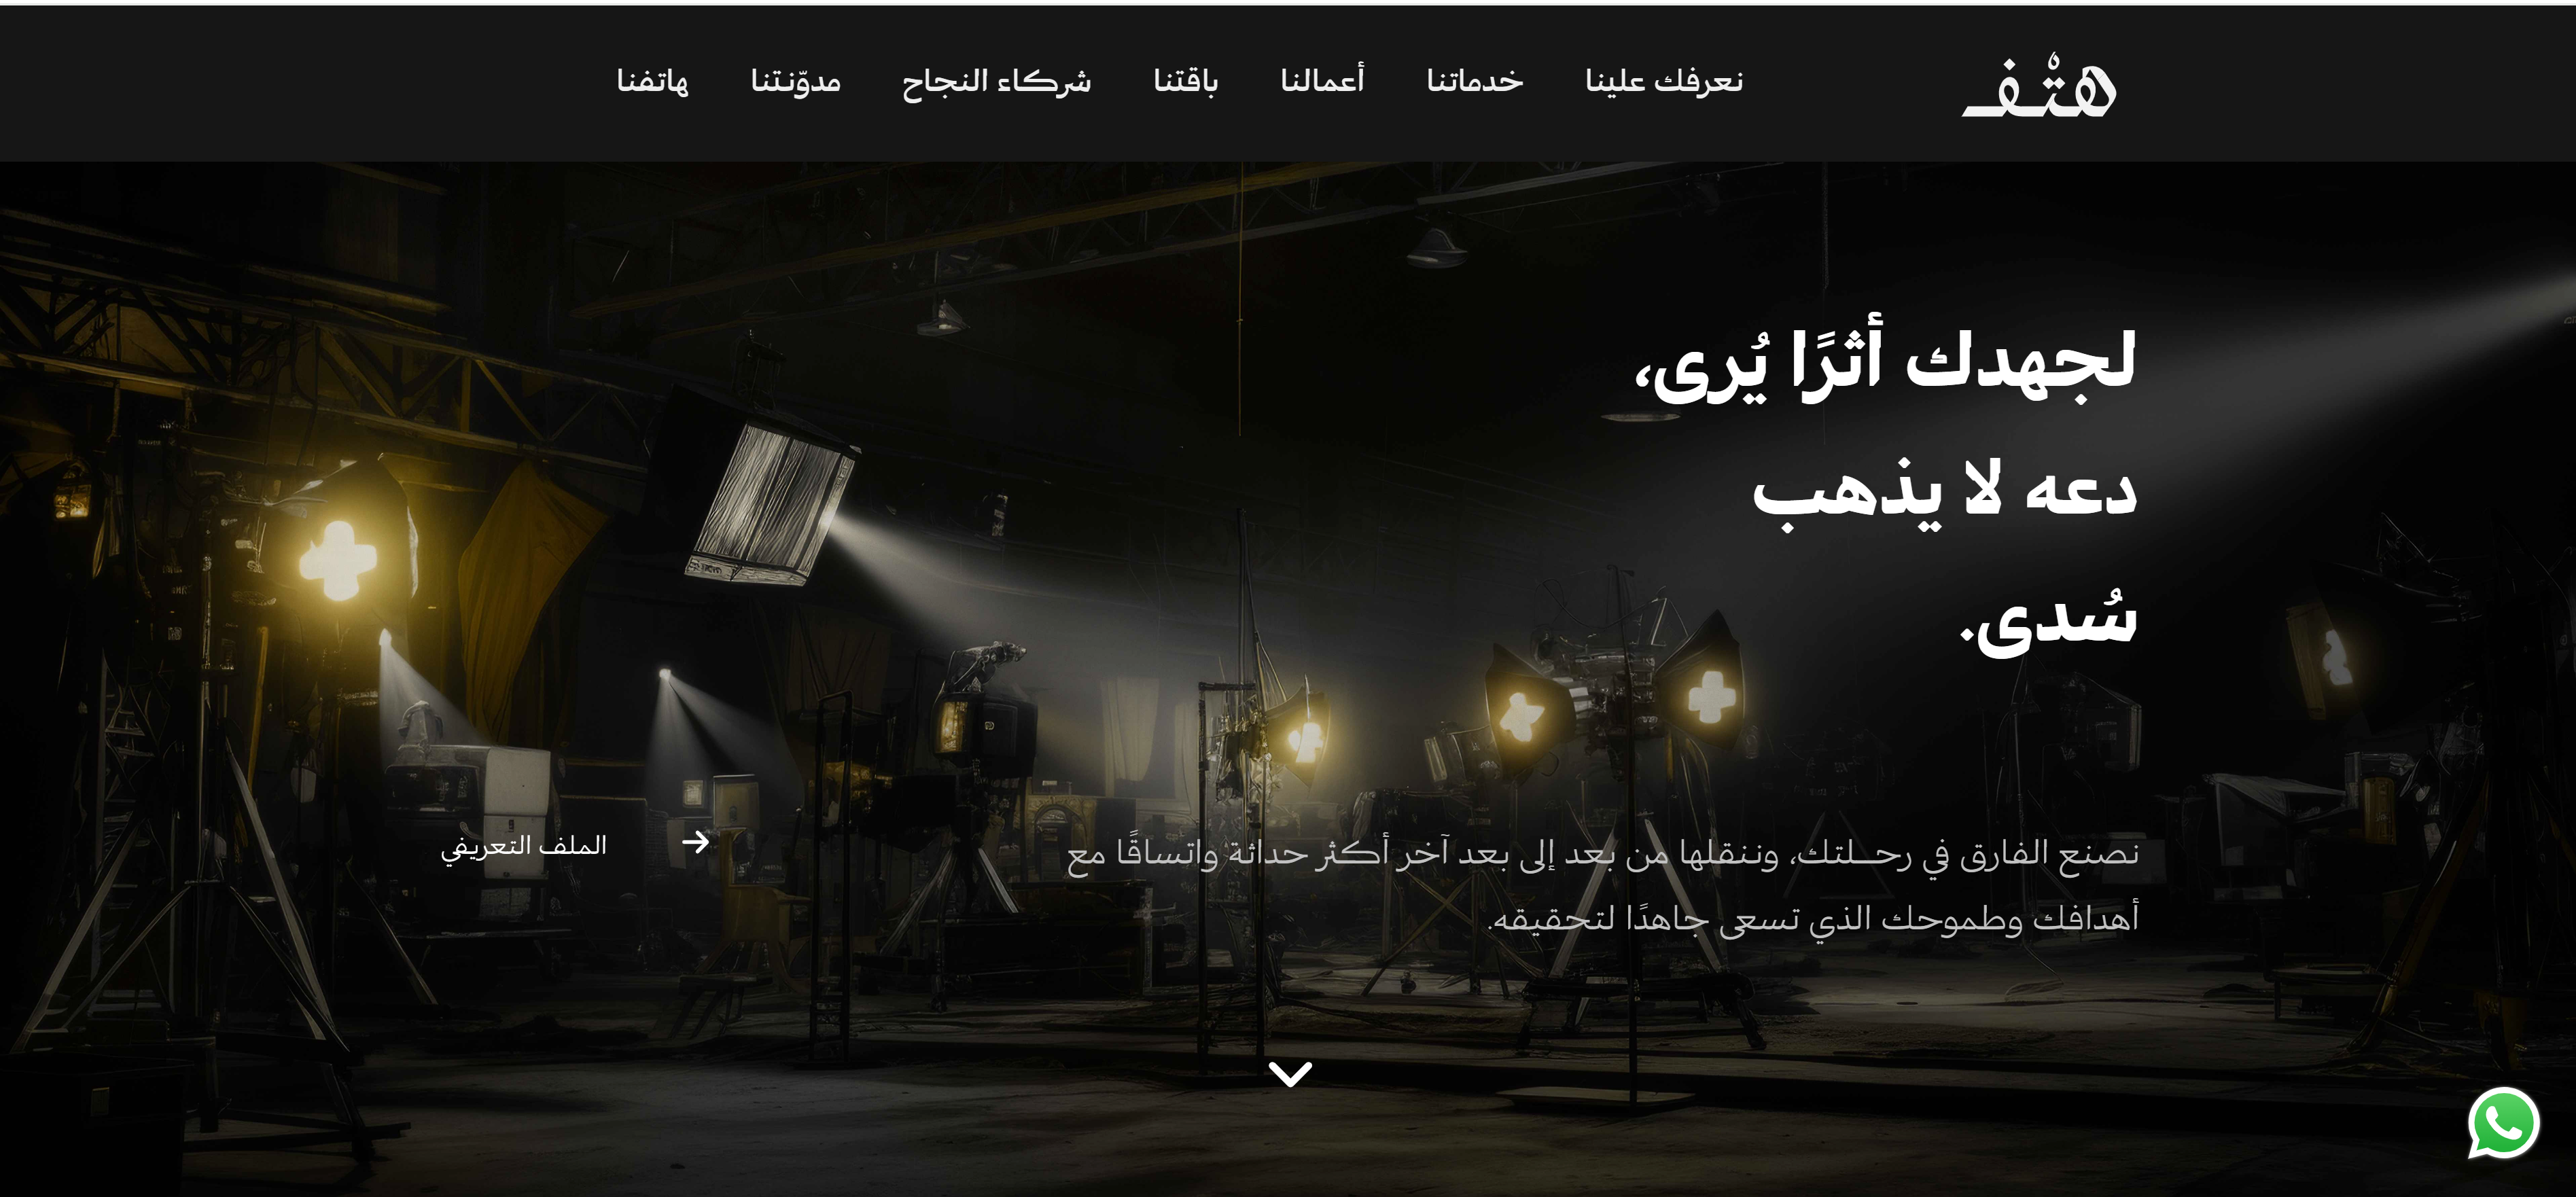 هتف
نعرفك علينا
خدماتنا
أعمالنا
باقتنا
شركاء النجاح
مدوّنتنا
هاتفنا
لجهدك أثرًا يُرى،
دعه لا يذهب
سُدى.
نصنع الفارق في رحــلتك، وننقلها من بعد إلى بعد آخر أكثر حداثة واتساقًا مع
أهدافك وطموحك الذي تسعى جاهدًا لتحقيقه.
الملف التعريفي